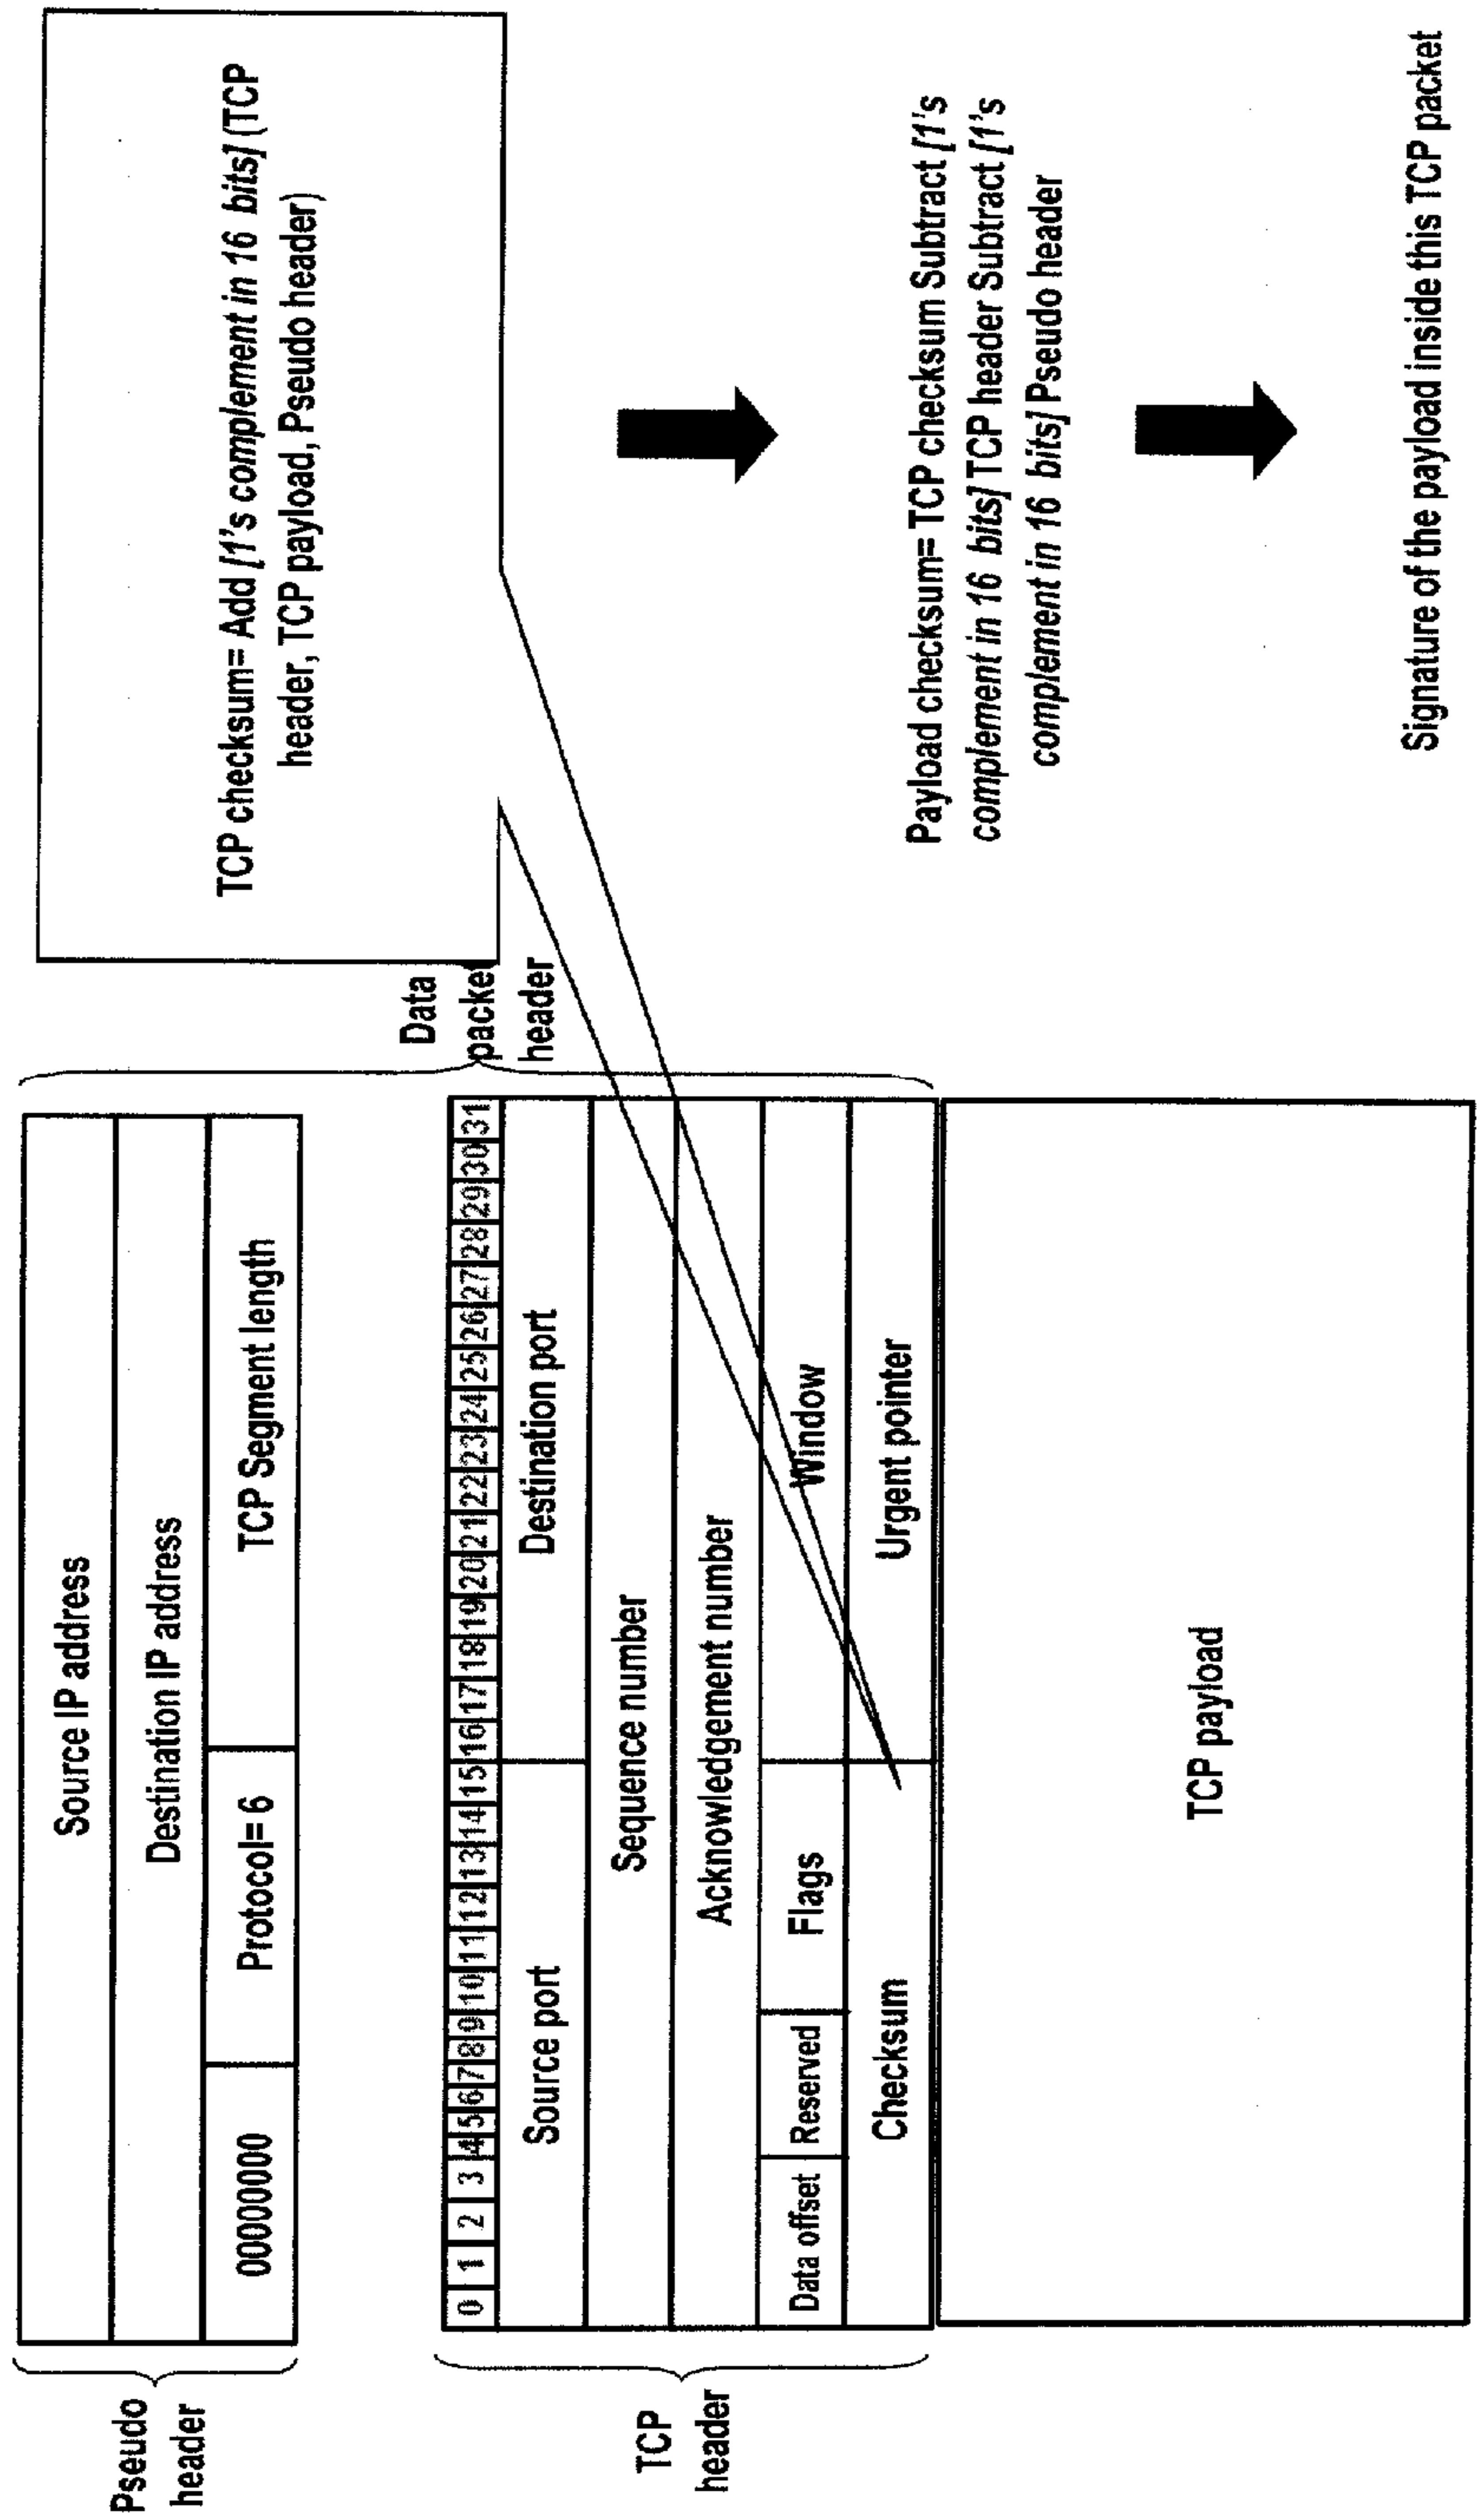 Pseudo
header
Source IP address
Destination IP address
00000000
Protocol= 6
TCP Segment length
TCP
header
0 1 2 3 4 5 6 7 8 9 10 11 12 13 14 15 16 17 18 19 20 21 22 23 24 25 26 27 28 29 30 31
Source port
Destination port
Sequence number
Acknowledgement number
Data offset
Reserved
Flags
Window
Checksum
Urgent pointer
TCP payload
Data
packe
header
TCP checksum= Add [1's complement in 16 bits] (TCP
header, TCP payload, Pseudo header)
Payload checksum= TCP checksum Subtract [1's
complement in 16 bits] TCP header Subtract [1's
complement in 16 bits] Pseudo header
Signature of the payload inside this TCP packet